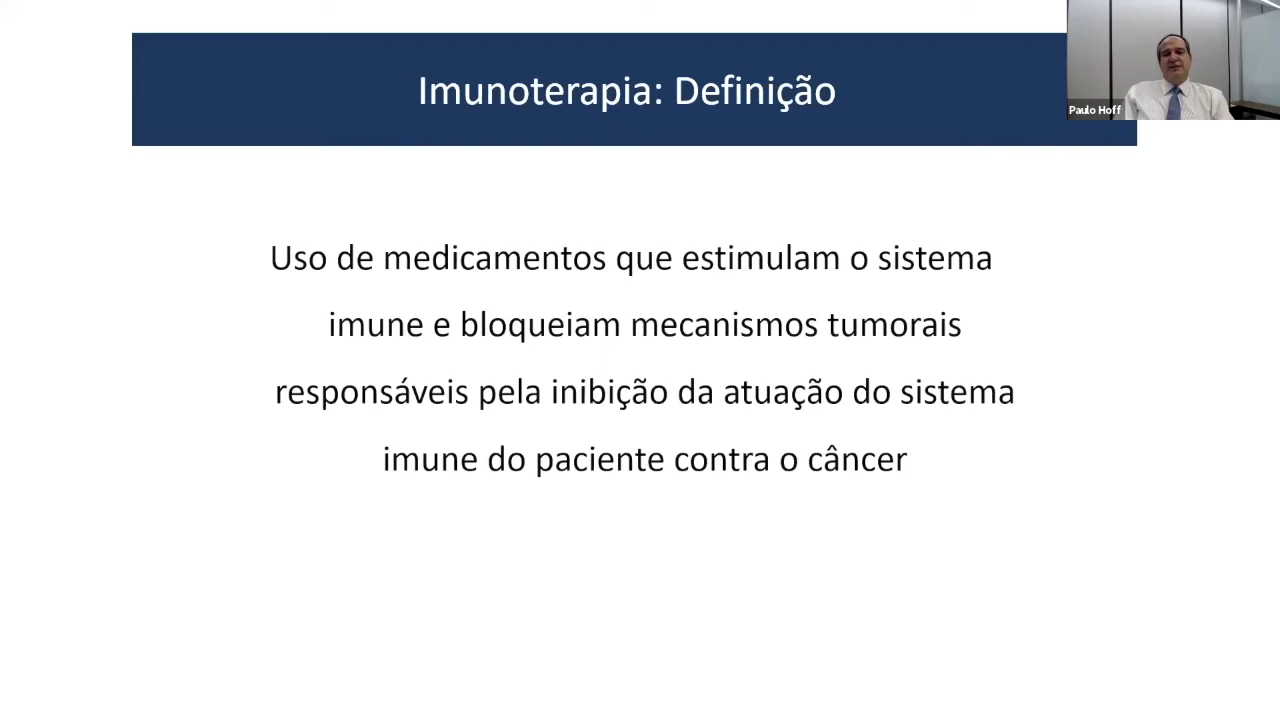 Imunoterapia: Definição
Paulo Hoff
Uso de medicamentos que estimulam o sistema
imune e bloqueiam mecanismos tumorais
responsáveis pela inibição da atuação do sistema
imune do paciente contra o câncer